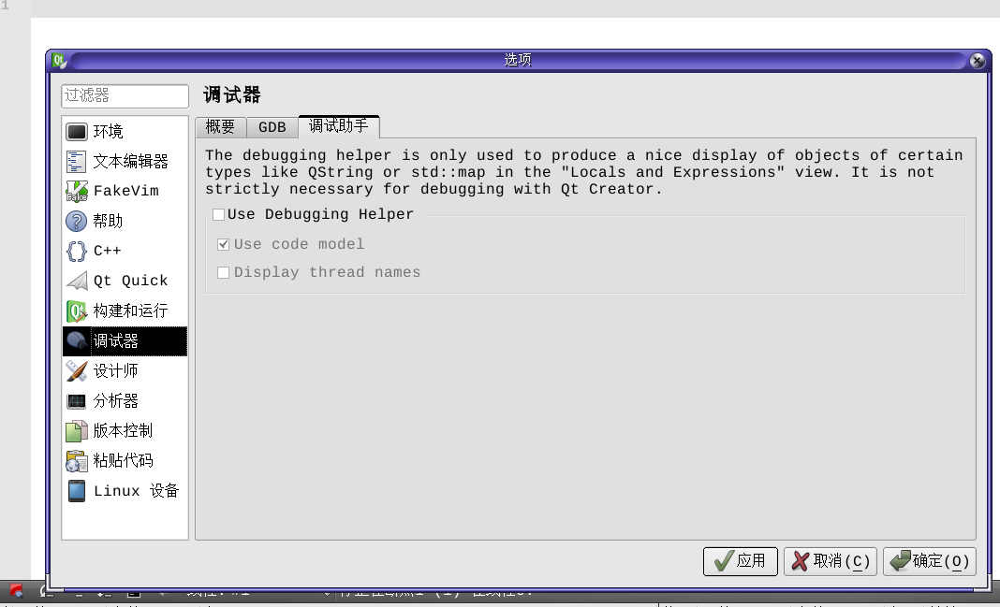 1
选项
过滤器
调试器
环境
文本编辑器
FakeVim
帮助
C++
Qt Quick
构建和运行
调试器
设计师
分析器
版本控制
粘贴代码
Linux 设备
概要 GDB 调试助手
The debugging helper is only used to produce a nice display of objects of certain
types like QString or std::map in the "Locals and Expressions" view. It is not
strictly necessary for debugging with Qt Creator.
Use Debugging Helper
Use code model
Display thread names
应用 取消(C) 确定(O)